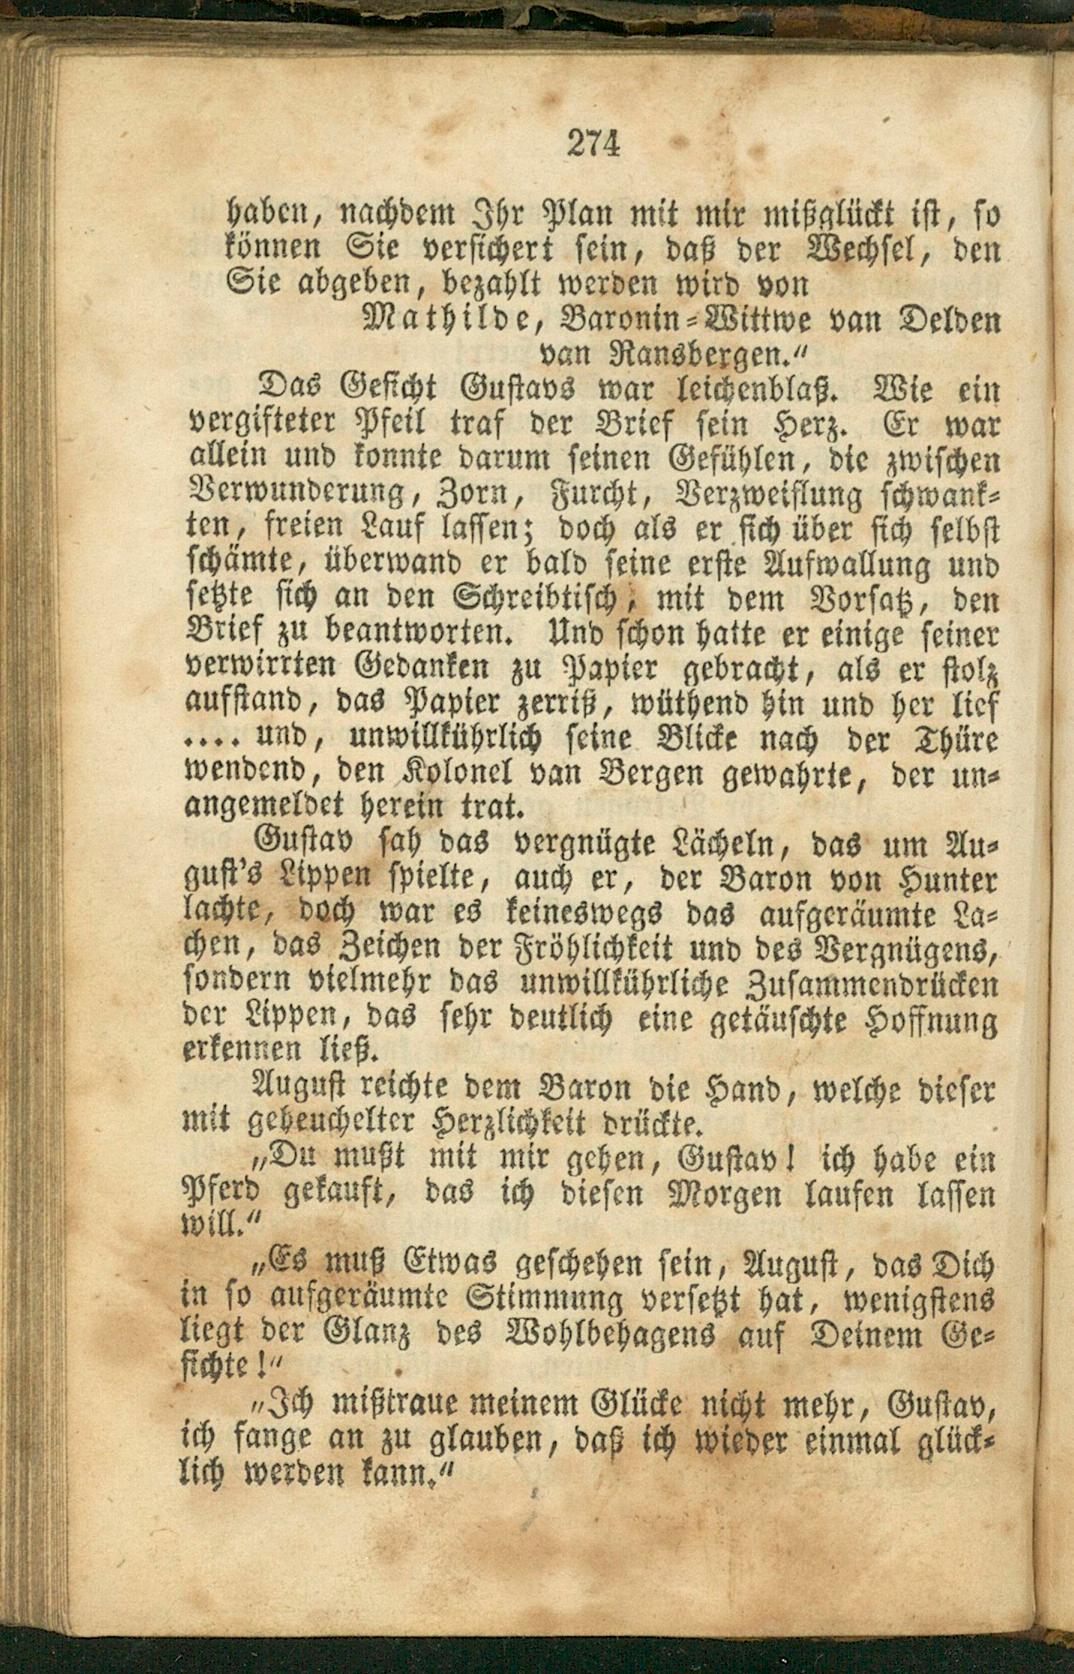 274
haben, nachdem Ihr Plan mit mir mißglückt ist, so
können Sie versichert sein, daß der Wechsel, den
Sie abgeben, bezahlt werden wird von
Mathilde, Baronin-Wittwe van Delden
van Ransbergen.“
Das Gesicht Gustavs war leichenblaß. Wie ein
vergifteter Pfeil traf der Brief sein Herz. Er war
allein und konnte darum seinen Gefühlen, die zwischen
Verwunderung, Zorn, Furcht, Verzweiflung schwank-
ten, freien Lauf lassen; doch als er sich über sich selbst
schämte, überwand er bald seine erste Aufwallung und
setzte sich an den Schreibtisch, mit dem Vorsatz, den
Brief zu beantworten. Und schon hatte er einige seiner
verwirrten Gedanken zu Papier gebracht, als er stolz
aufstand, das Papier zerriß, wüthend hin und her lief
.... und, unwillkührlich seine Blicke nach der Thüre
wendend, den Kolonel van Bergen gewahrte, der un-
angemeldet herein trat.
Gustav sah das vergnügte Lächeln, das um Au-
gust's Lippen spielte, auch er, der Baron von Hunter
lachte, doch war es keineswegs das aufgeräumte La-
chen, das Zeichen der Fröhlichkeit und des Vergnügens,
sondern vielmehr das unwillkührliche Zusammendrücken
der Lippen, das sehr deutlich eine getäuschte Hoffnung
erkennen ließ.
August reichte dem Baron die Hand, welche dieser
mit geheuchelter Herzlichkeit drückte.
„Du mußt mit mir gehen, Gustav! ich habe ein
Pferd gekauft, das ich diesen Morgen laufen lassen
will.“
„Es muß Etwas geschehen sein, August, das Dich
in so aufgeräumte Stimmung versetzt hat, wenigstens
liegt der Glanz des Wohlbehagens auf Deinem Ge-
sichte!“
„Ich mißtraue meinem Glücke nicht mehr, Gustav,
ich fange an zu glauben, daß ich wieder einmal glück-
lich werden kann.“